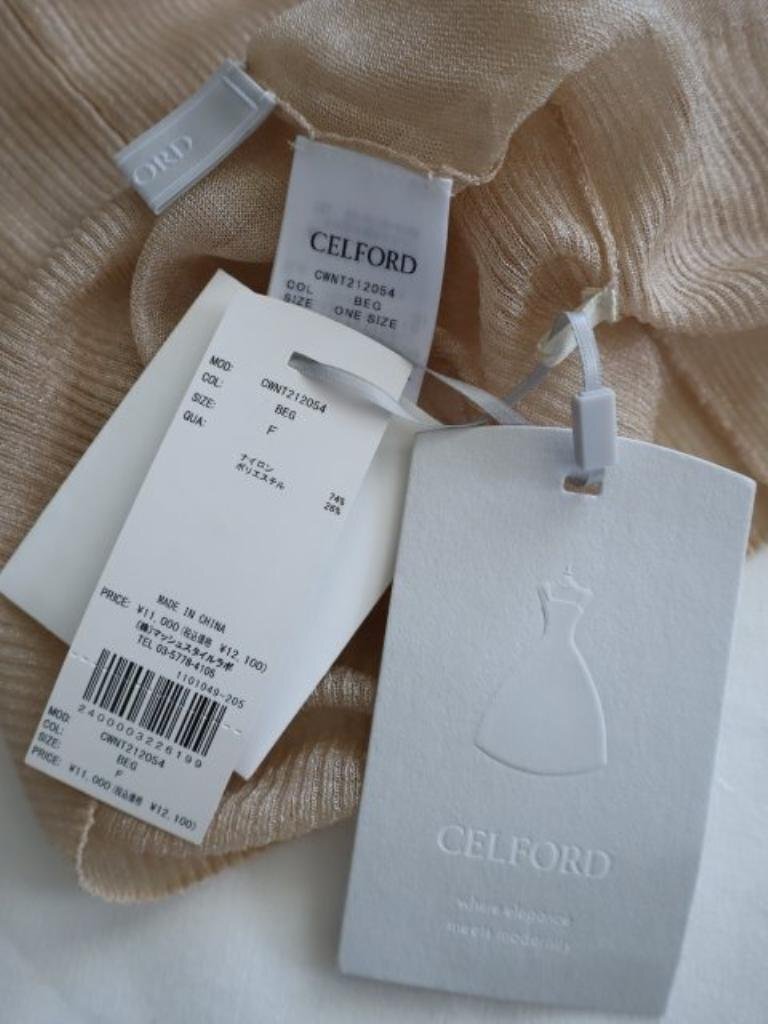 ORD
CELFORD
CWNT212054
COL BEG
SIZE ONE SIZE
MOD: CWNT212054
COL: BEG
SIZE: F
QUA:
ナイロン 74%
ポリエステル 26%
MADE IN CHINA
PRICE: ¥11,000(税込価格 ¥12,100)
(株)マッシュスタイルラボ
TEL 03-5778-4106
1101049-205
2400003226199
MOD: CWNT212054
COL: BEG
SIZE: F
PRICE: ¥11,000(税込価格 ¥12,100)
CELFORD
where elegance
meets modernity